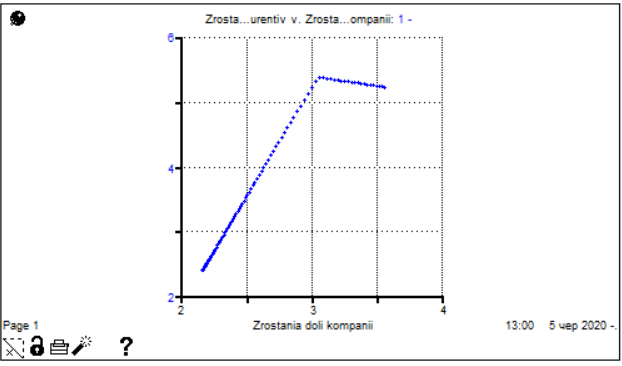 Zrosta...urentiv v. Zrosta...ompanii: 1 -
6
4
2
2 3 4
Page 1 Zrostania doli kompanii 13:00 5 чер 2020 -.
?